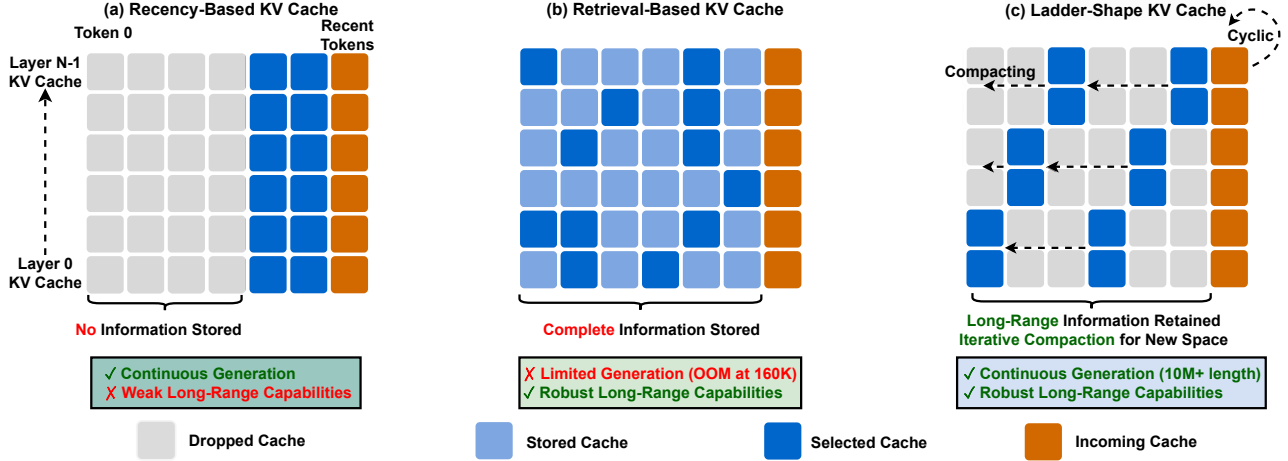 (a) Recency-Based KV Cache
Token 0
Recent
Tokens
Layer N-1
KV Cache
Layer 0
KV Cache
No Information Stored
✓ Continuous Generation
✗ Weak Long-Range Capabilities
(b) Retrieval-Based KV Cache
Complete Information Stored
✗ Limited Generation (OOM at 160K)
✓ Robust Long-Range Capabilities
(c) Ladder-Shape KV Cache
Cyclic
Compacting
Long-Range Information Retained
Iterative Compaction for New Space
✓ Continuous Generation (10M+ length)
✓ Robust Long-Range Capabilities
Dropped Cache
Stored Cache
Selected Cache
Incoming Cache